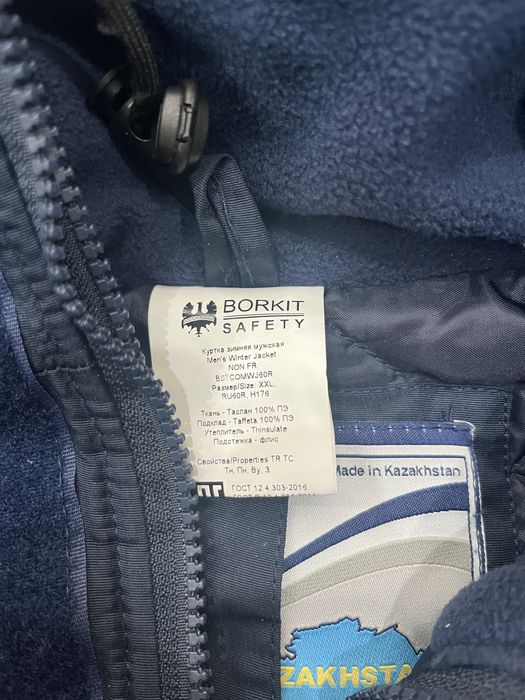 BORKIT
SAFETY
Куртка зимняя мужская
Men's Winter Jacket
NON FR
BSTCOMWJ60R
Размер/Size: XXL,
RU60R, H176
Ткань - Таслан 100% ПЭ
Подклад - Taffeta 100% ПЭ
Утеплитель - Thinsulate
Подстежка - флис
Свойства/Properties TR TC
Тн, Пн, Ву, 3
ГОСТ 12.4.303-2016
Made in Kazakhstan
ZAKHSTA